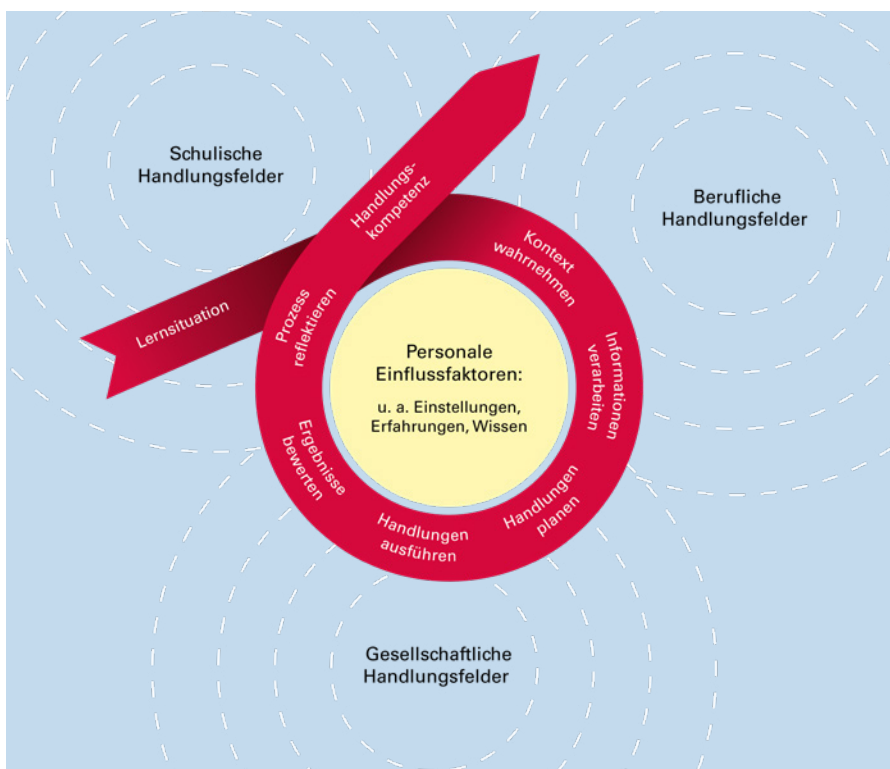 Schulische
Handlungsfelder
Berufliche
Handlungsfelder
Lernsituation
Kontext
wahrnehmen
Informationen
verarbeiten
Handlungen
planen
Handlungen
ausführen
Ergebnisse
bewerten
Prozess
reflektieren
Handlungs-
kompetenz
Personale
Einflussfaktoren:
u. a. Einstellungen,
Erfahrungen, Wissen
Gesellschaftliche
Handlungsfelder